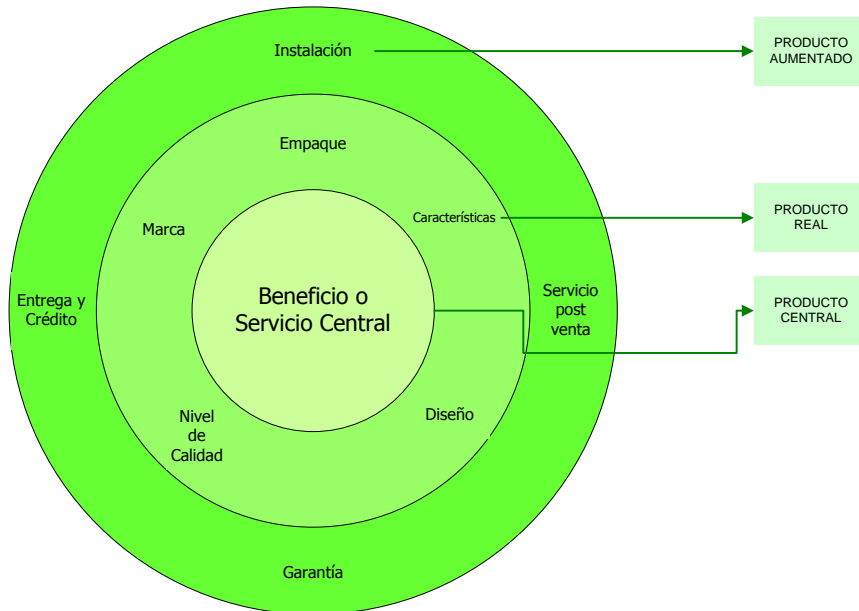 Instalación
PRODUCTO
AUMENTADO
Empaque
Marca
Características
PRODUCTO
REAL
Entrega y
Crédito
Beneficio o
Servicio Central
Servicio
post
venta
PRODUCTO
CENTRAL
Nivel
de
Calidad
Diseño
Garantía